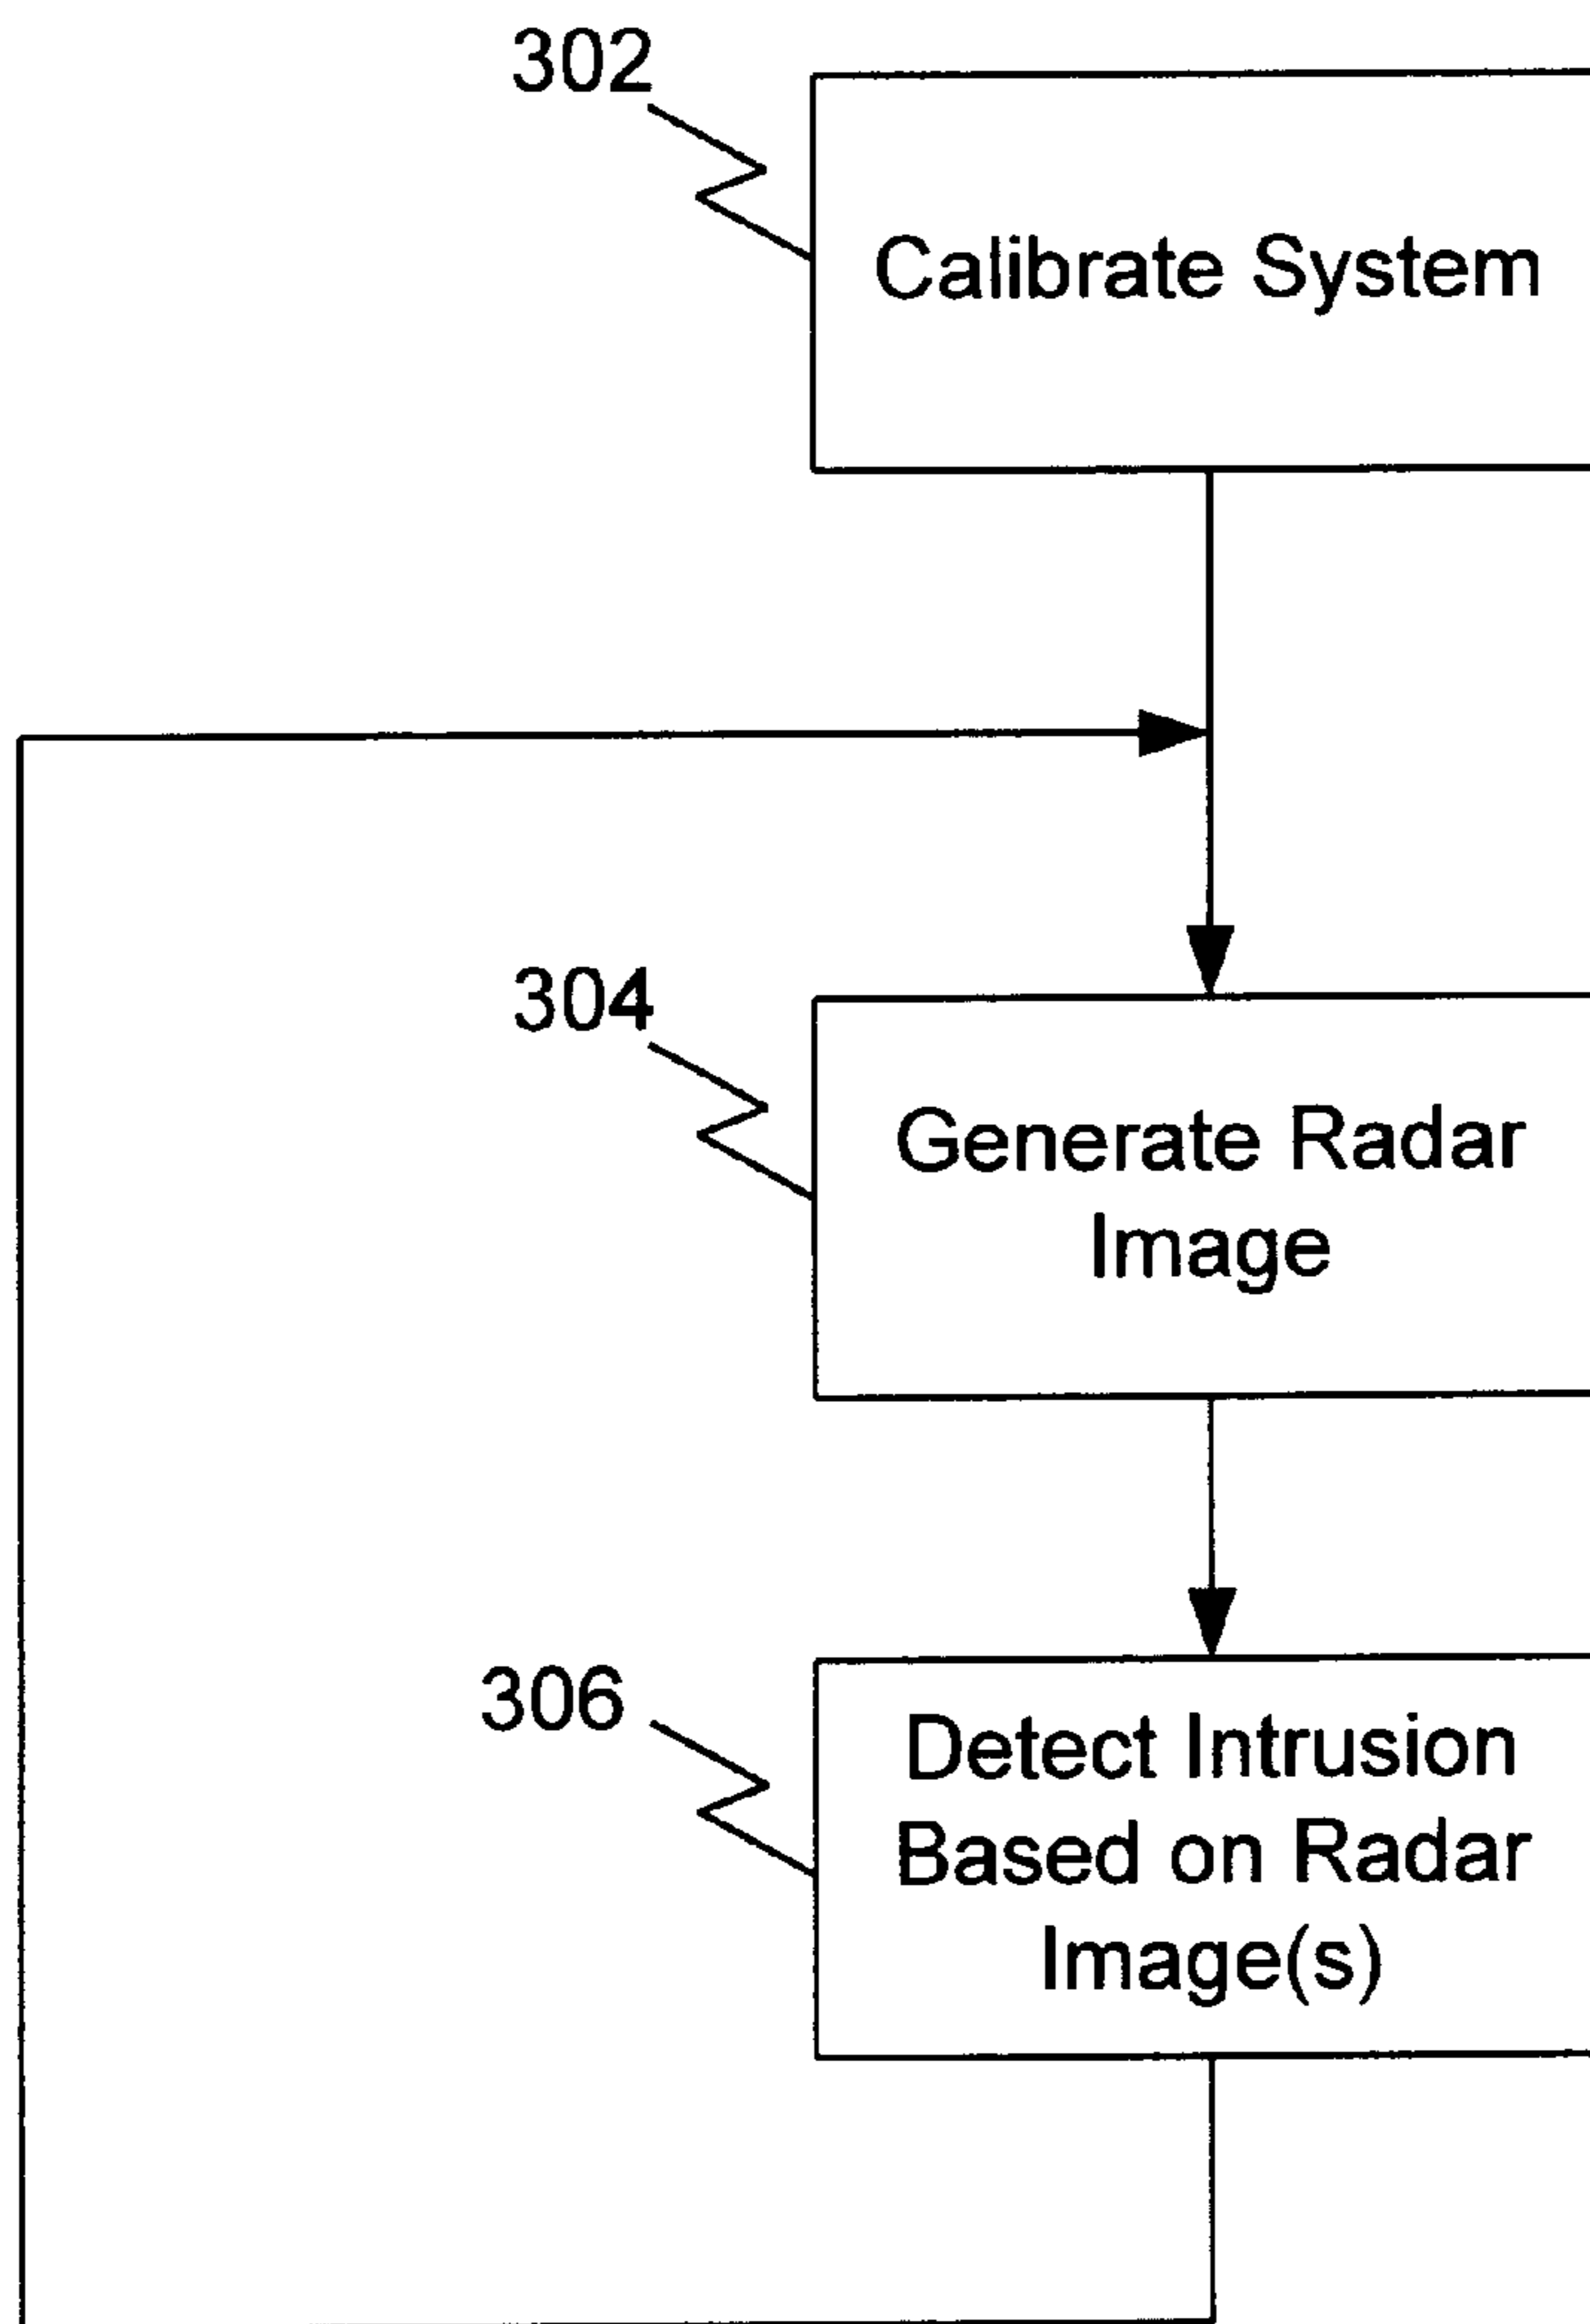 302
Calibrate System
304
Generate Radar
Image
306
Detect Intrusion
Based on Radar
Image(s)